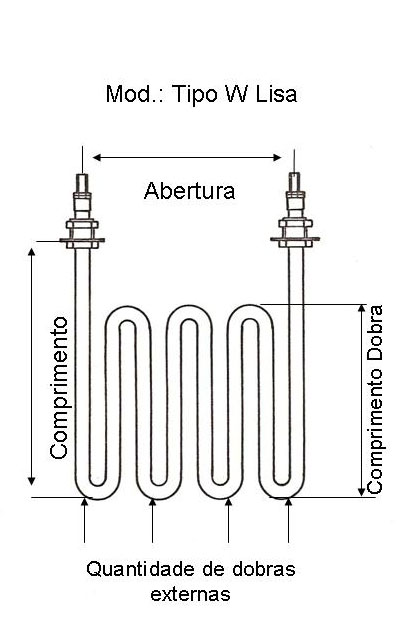 Mod.: Tipo W Lisa
Abertura
Comprimento
Comprimento Dobra
Quantidade de dobras
externas